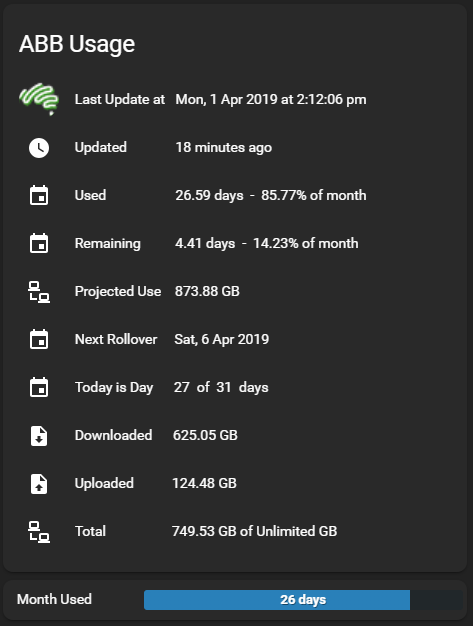 ABB Usage
Last Update at Mon, 1 Apr 2019 at 2:12:06 pm
Updated 18 minutes ago
Used 26.59 days - 85.77% of month
Remaining 4.41 days - 14.23% of month
Projected Use 873.88 GB
Next Rollover Sat, 6 Apr 2019
Today is Day 27 of 31 days
Downloaded 625.05 GB
Uploaded 124.48 GB
Total 749.53 GB of Unlimited GB
Month Used 26 days